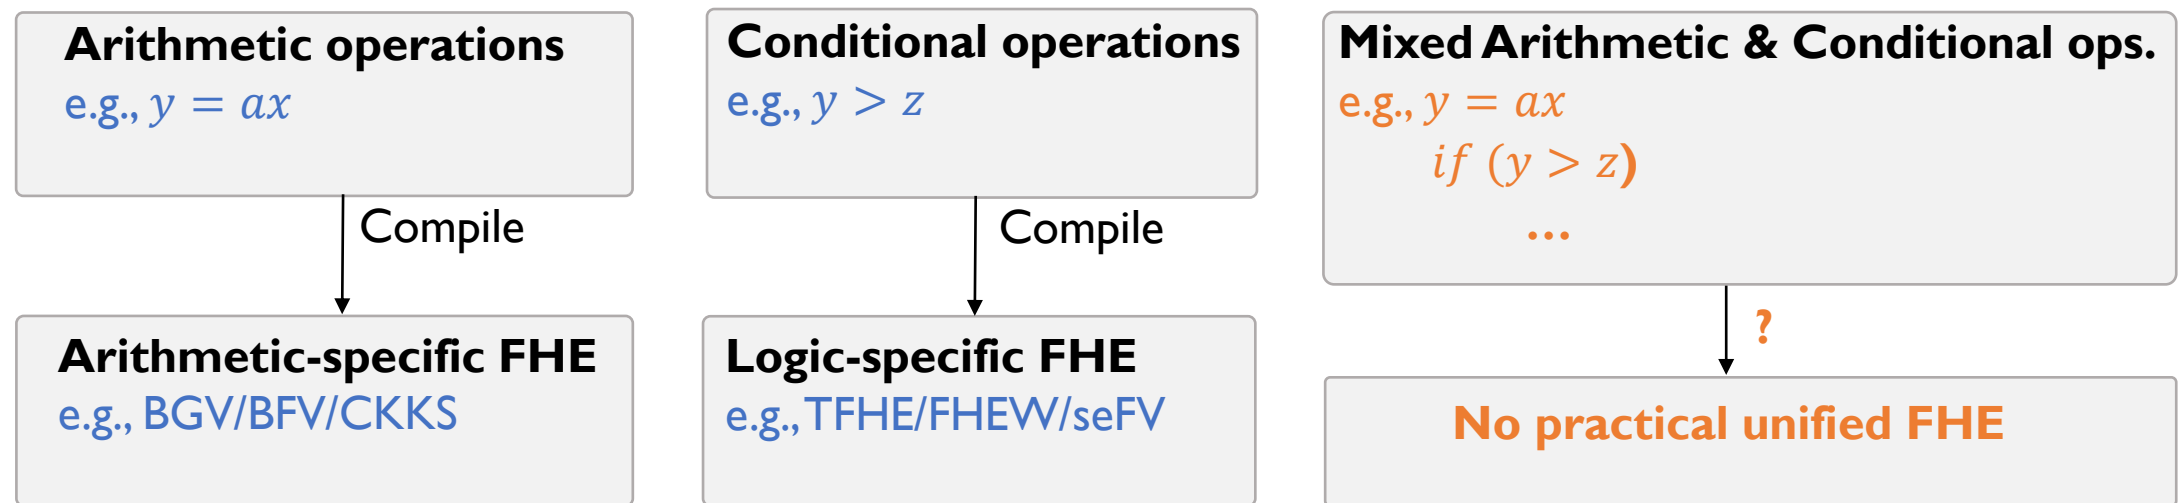 Arithmetic operations
e.g., y = ax
Compile
Arithmetic-specific FHE
e.g., BGV/BFV/CKKS
Conditional operations
e.g., y > z
Compile
Logic-specific FHE
e.g., TFHE/FHEW/seFV
Mixed Arithmetic & Conditional ops.
e.g., y = ax
if (y > z)
...
?
No practical unified FHE